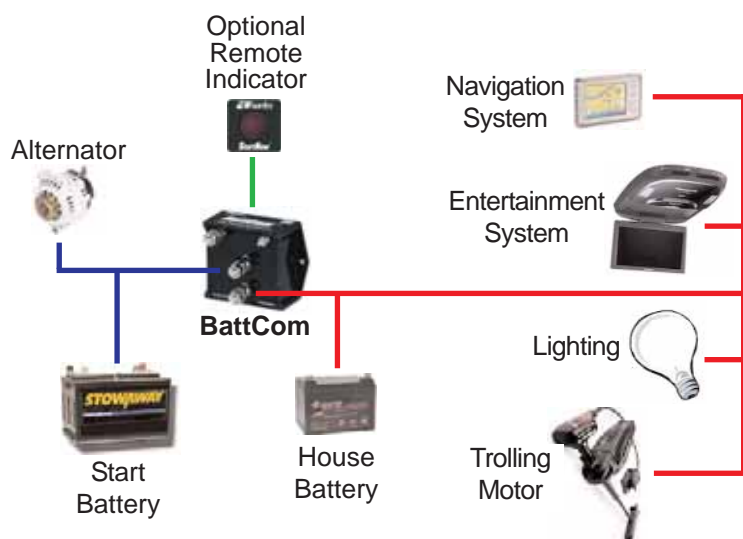 Optional
Remote
Indicator
Navigation
System
Alternator
Entertainment
System
BattCom
Lighting
STOWAWAY
Start
Battery
House
Battery
Trolling
Motor